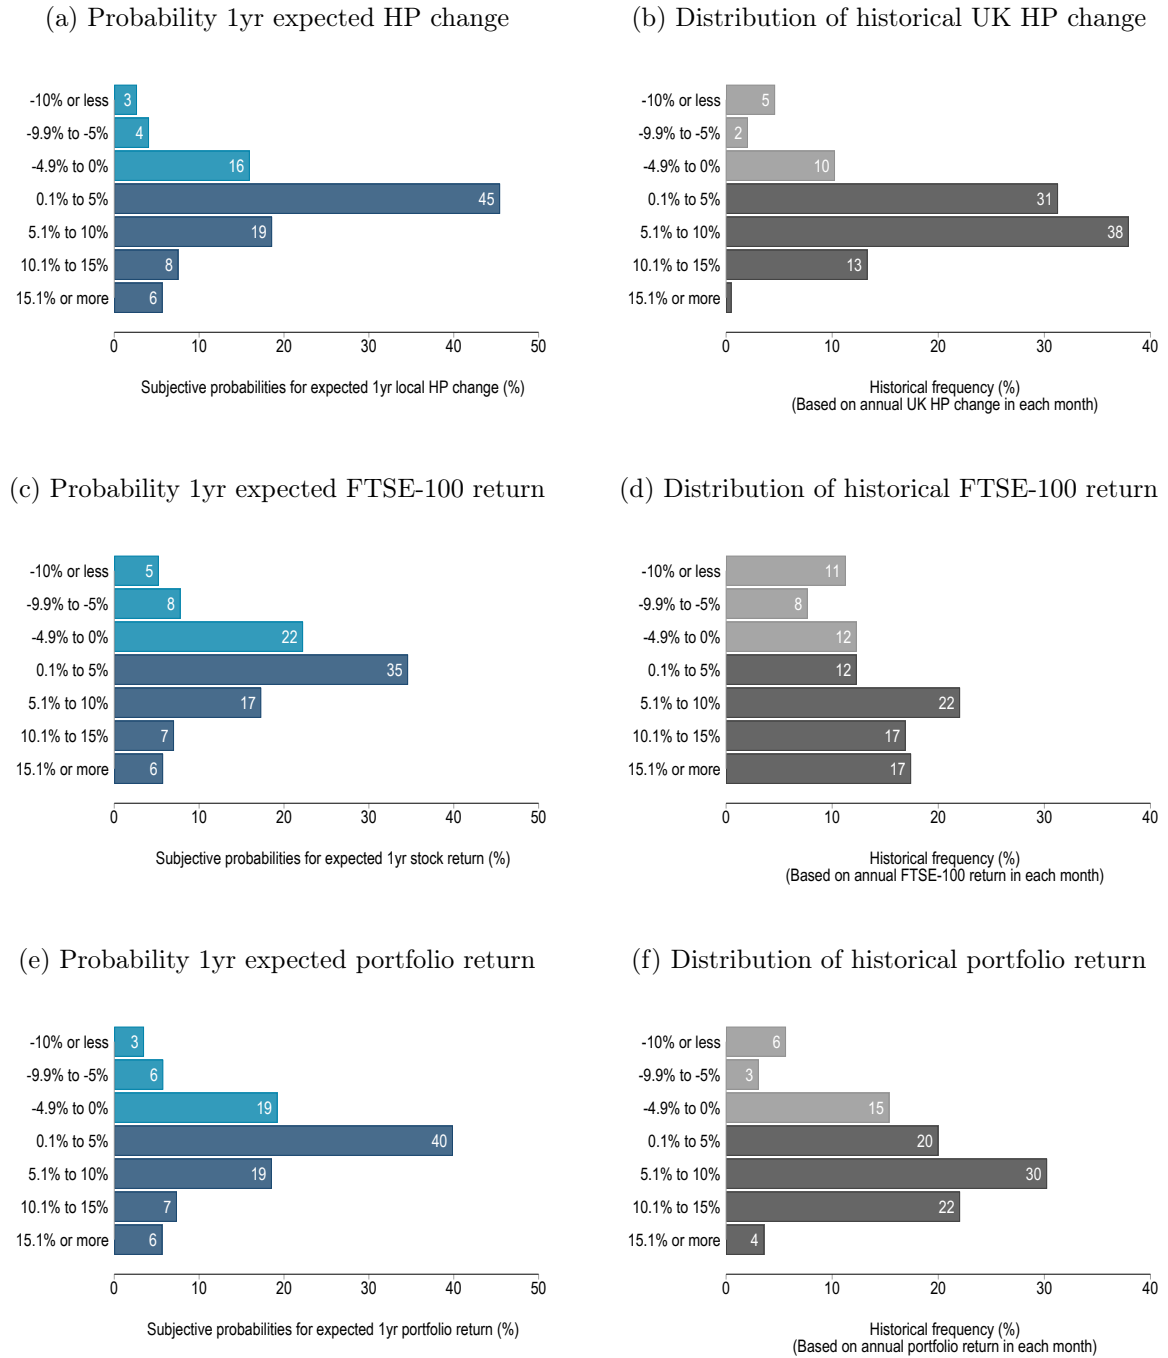 (a) Probability 1yr expected HP change
-10% or less 3
-9.9% to -5% 4
-4.9% to 0% 16
0.1% to 5% 45
5.1% to 10% 19
10.1% to 15% 8
15.1% or more 6
0 10 20 30 40 50
Subjective probabilities for expected 1yr local HP change (%)
(b) Distribution of historical UK HP change
-10% or less 5
-9.9% to -5% 2
-4.9% to 0% 10
0.1% to 5% 31
5.1% to 10% 38
10.1% to 15% 13
15.1% or more
0 10 20 30 40
Historical frequency (%)
(Based on annual UK HP change in each month)
(c) Probability 1yr expected FTSE-100 return
-10% or less 5
-9.9% to -5% 8
-4.9% to 0% 22
0.1% to 5% 35
5.1% to 10% 17
10.1% to 15% 7
15.1% or more 6
0 10 20 30 40 50
Subjective probabilities for expected 1yr stock return (%)
(d) Distribution of historical FTSE-100 return
-10% or less 11
-9.9% to -5% 8
-4.9% to 0% 12
0.1% to 5% 12
5.1% to 10% 22
10.1% to 15% 17
15.1% or more 17
0 10 20 30 40
Historical frequency (%)
(Based on annual FTSE-100 return in each month)
(e) Probability 1yr expected portfolio return
-10% or less 3
-9.9% to -5% 6
-4.9% to 0% 19
0.1% to 5% 40
5.1% to 10% 19
10.1% to 15% 7
15.1% or more 6
0 10 20 30 40 50
Subjective probabilities for expected 1yr portfolio return (%)
(f) Distribution of historical portfolio return
-10% or less 6
-9.9% to -5% 3
-4.9% to 0% 15
0.1% to 5% 20
5.1% to 10% 30
10.1% to 15% 22
15.1% or more 4
0 10 20 30 40
Historical frequency (%)
(Based on annual portfolio return in each month)